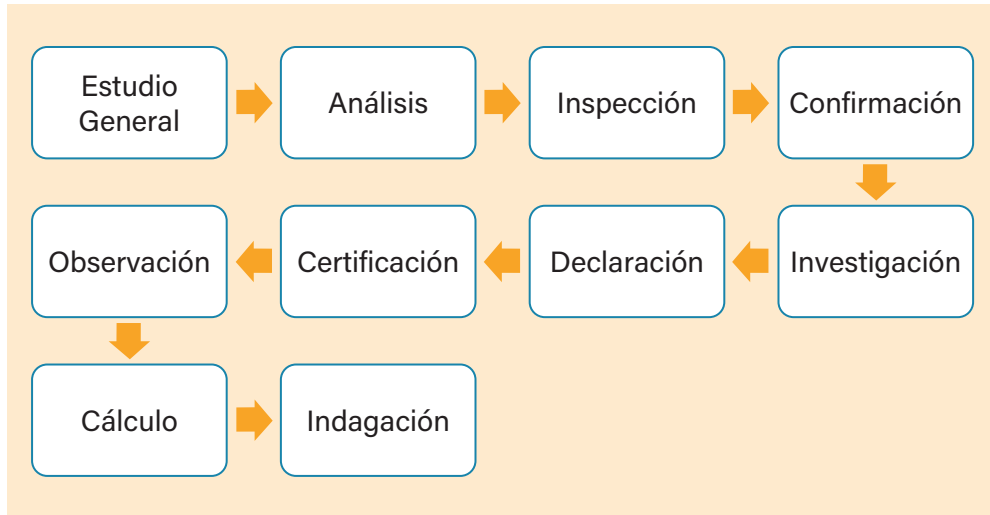 Estudio
General
Análisis
Inspección
Confirmación
Investigación
Declaración
Certificación
Observación
Cálculo
Indagación